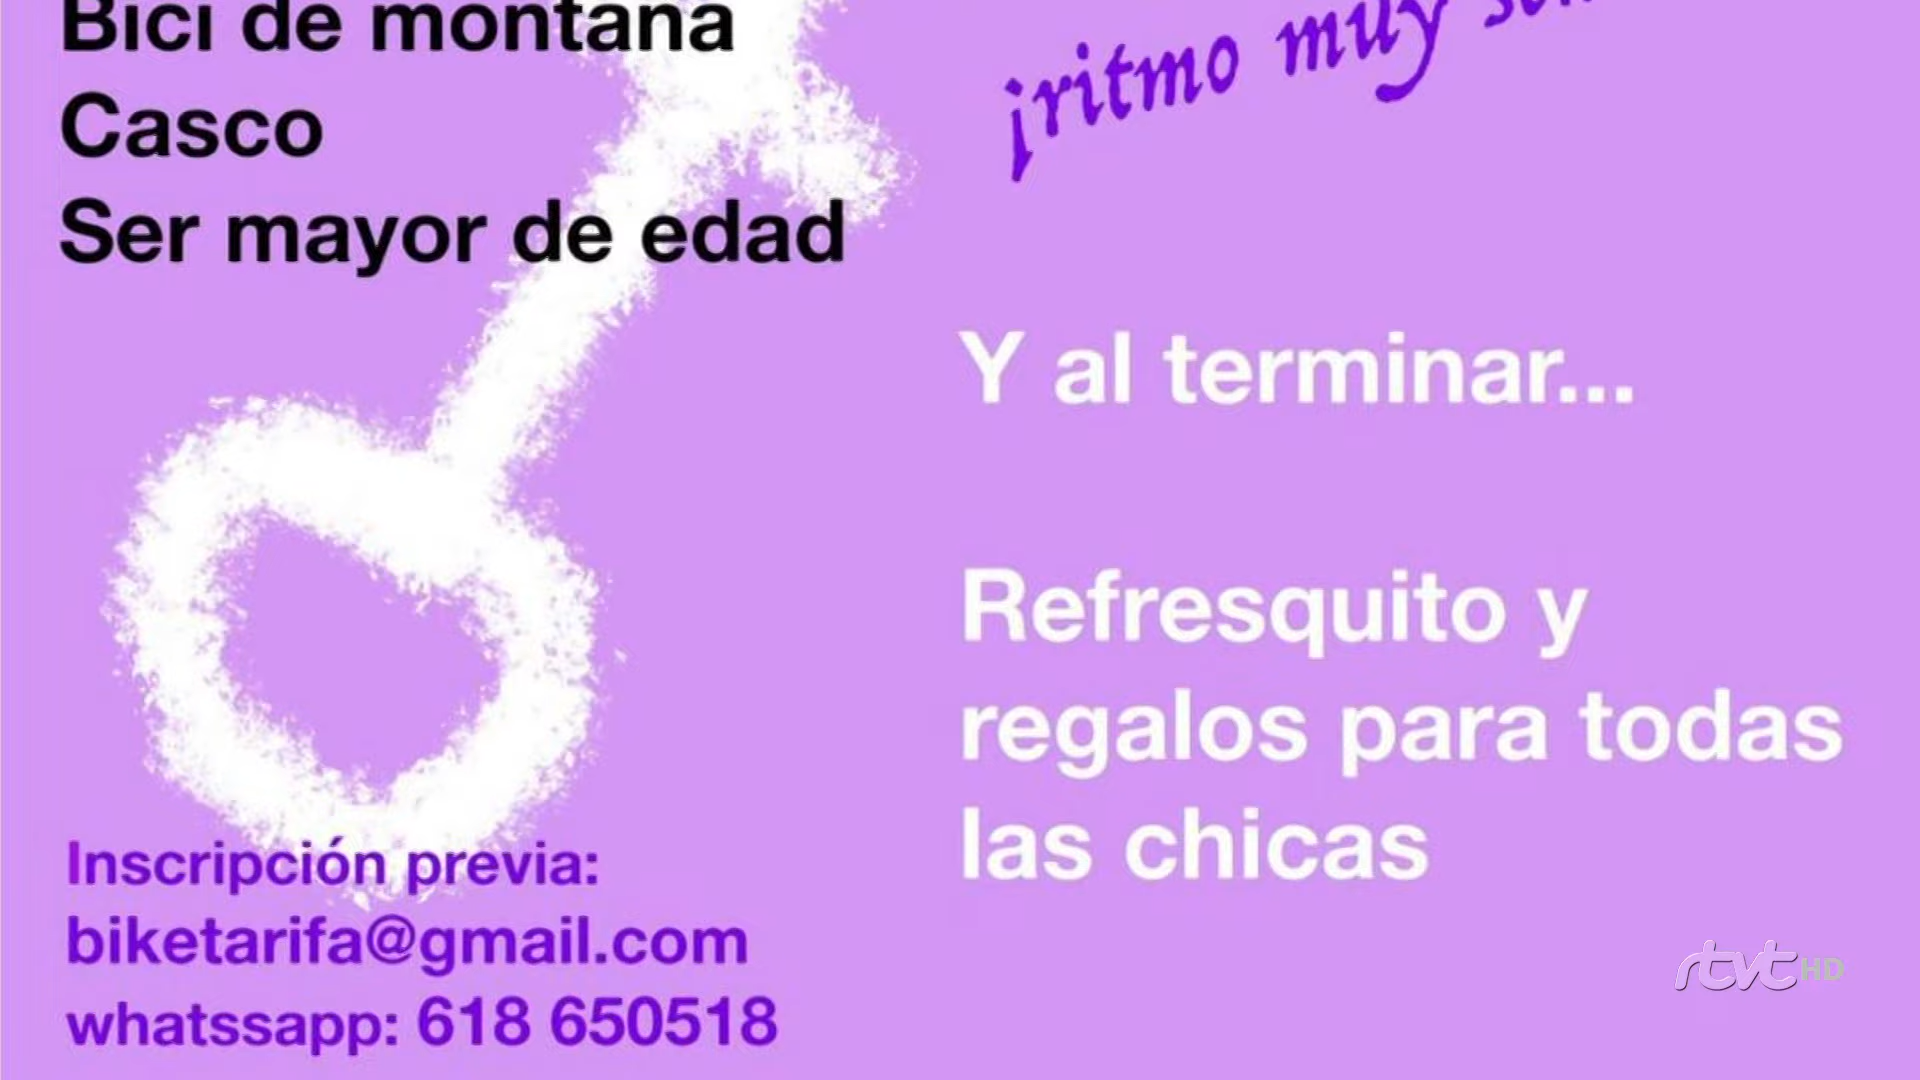 Bici de montaña
Casco
Ser mayor de edad
¡ritmo muy
Y al terminar...
Refresquito y
regalos para todas
las chicas
Inscripción previa:
biketarifa@gmail.com
whatssapp: 618 650518
rtvt HD